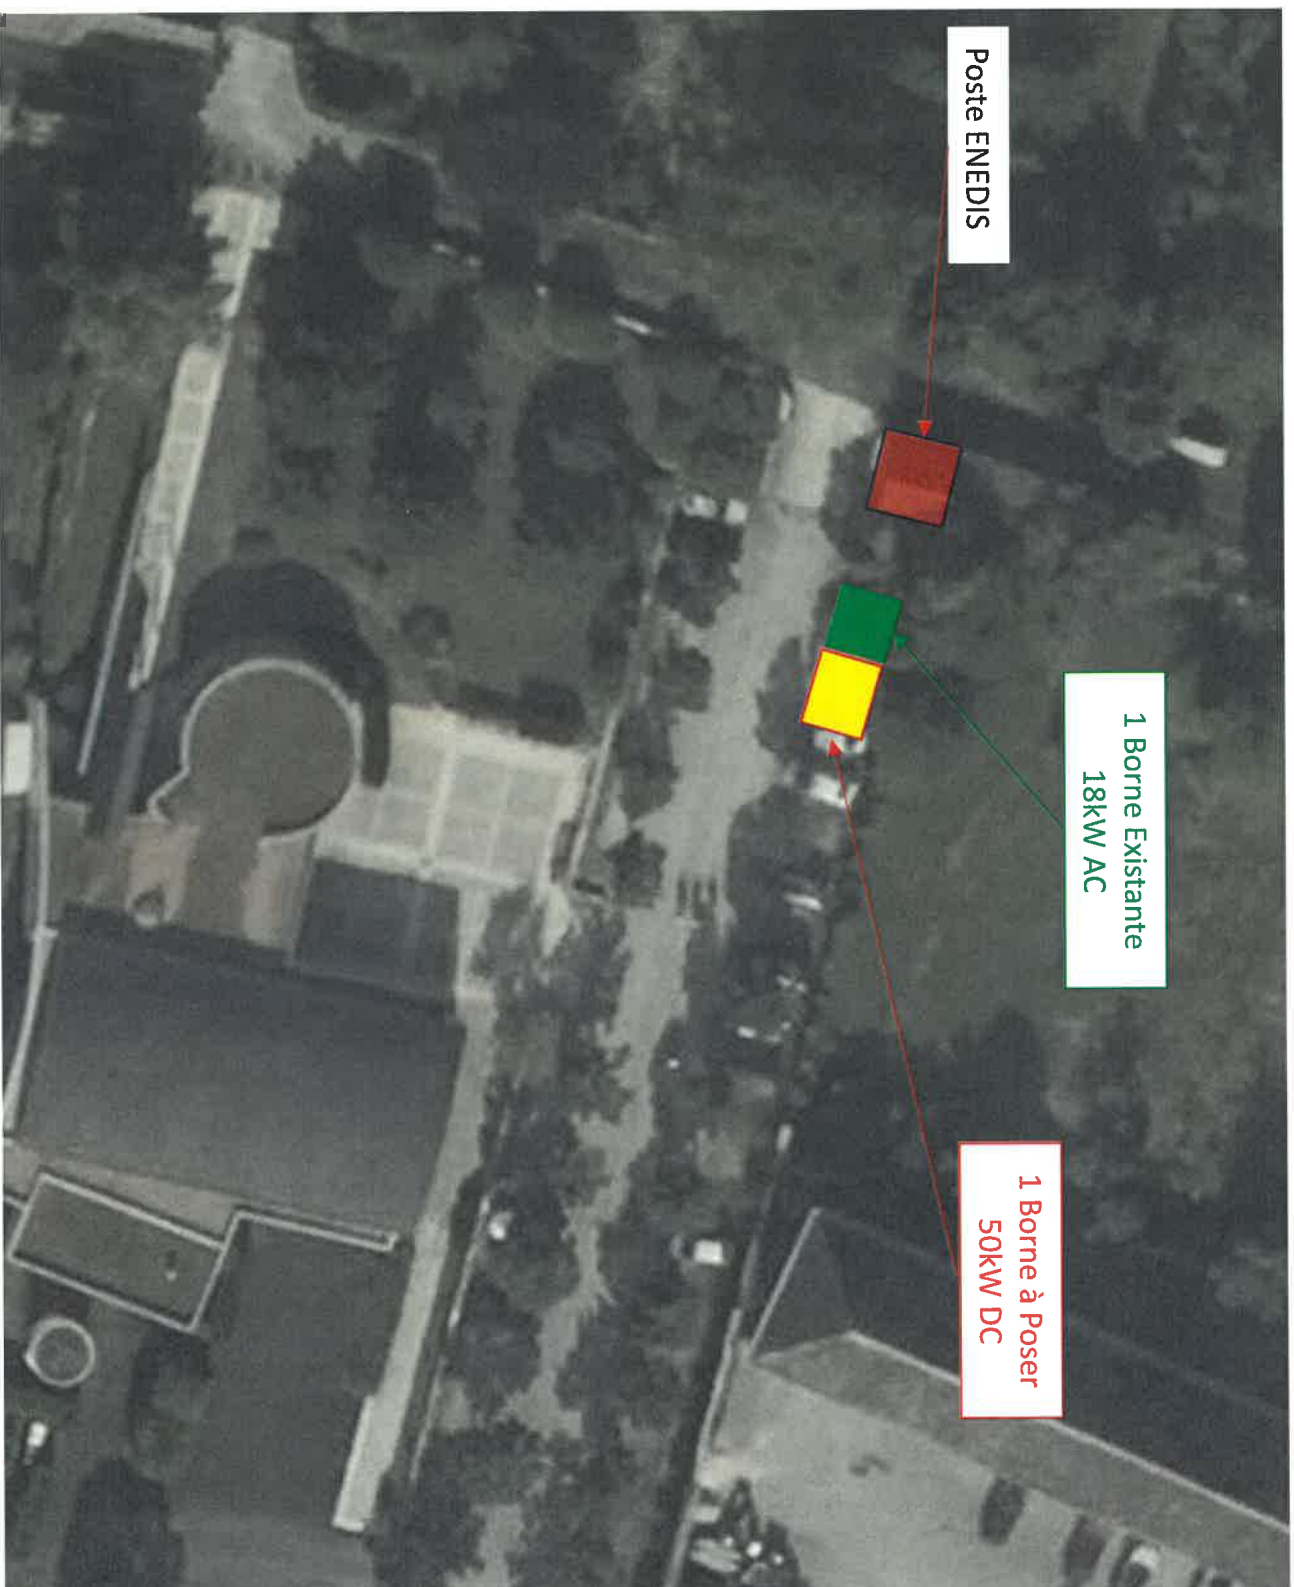 Poste ENEDIS
1 Borne Existante
18kW AC
1 Borne à Poser
50kW DC